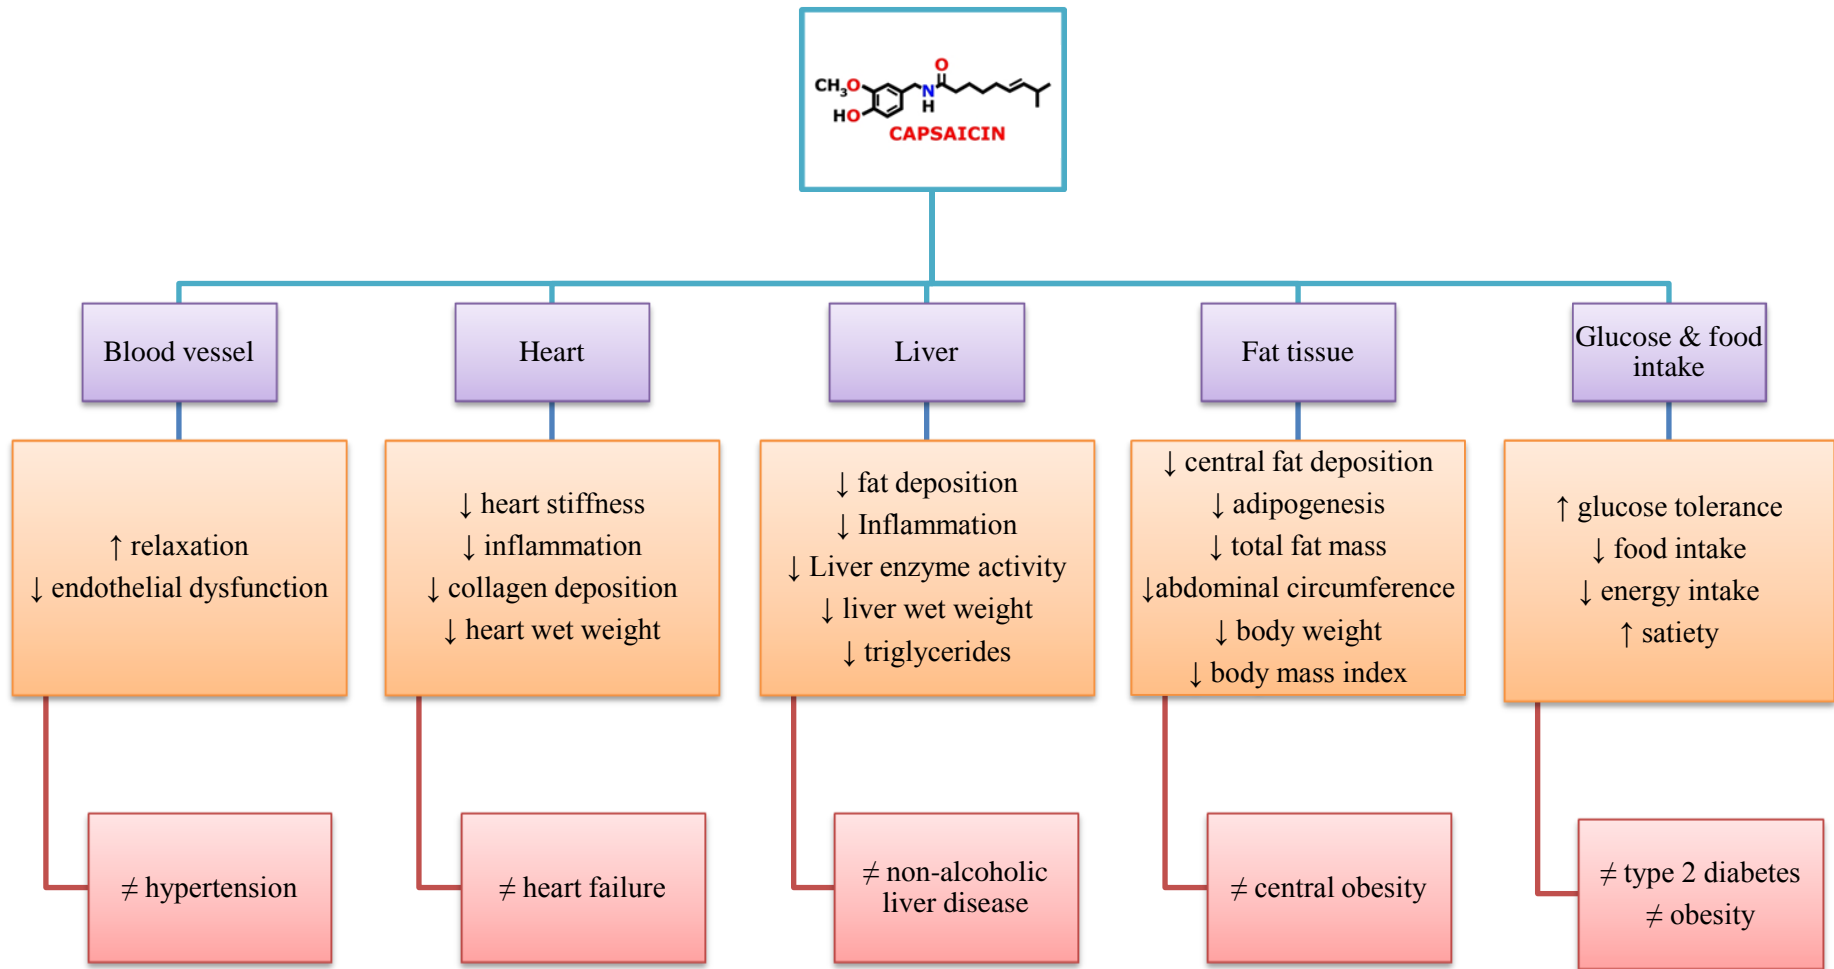 O
CH3O
N
H
HO
CAPSAICIN
Blood vessel
Heart
Liver
Fat tissue
Glucose & food
intake
↑ relaxation
↓ endothelial dysfunction
↓ heart stiffness
↓ inflammation
↓ collagen deposition
↓ heart wet weight
↓ fat deposition
↓ Inflammation
↓ Liver enzyme activity
↓ liver wet weight
↓ triglycerides
↓ central fat deposition
↓ adipogenesis
↓ total fat mass
↓abdominal circumference
↓ body weight
↓ body mass index
↑ glucose tolerance
↓ food intake
↓ energy intake
↑ satiety
≠ hypertension
≠ heart failure
≠ non-alcoholic
liver disease
≠ central obesity
≠ type 2 diabetes
≠ obesity